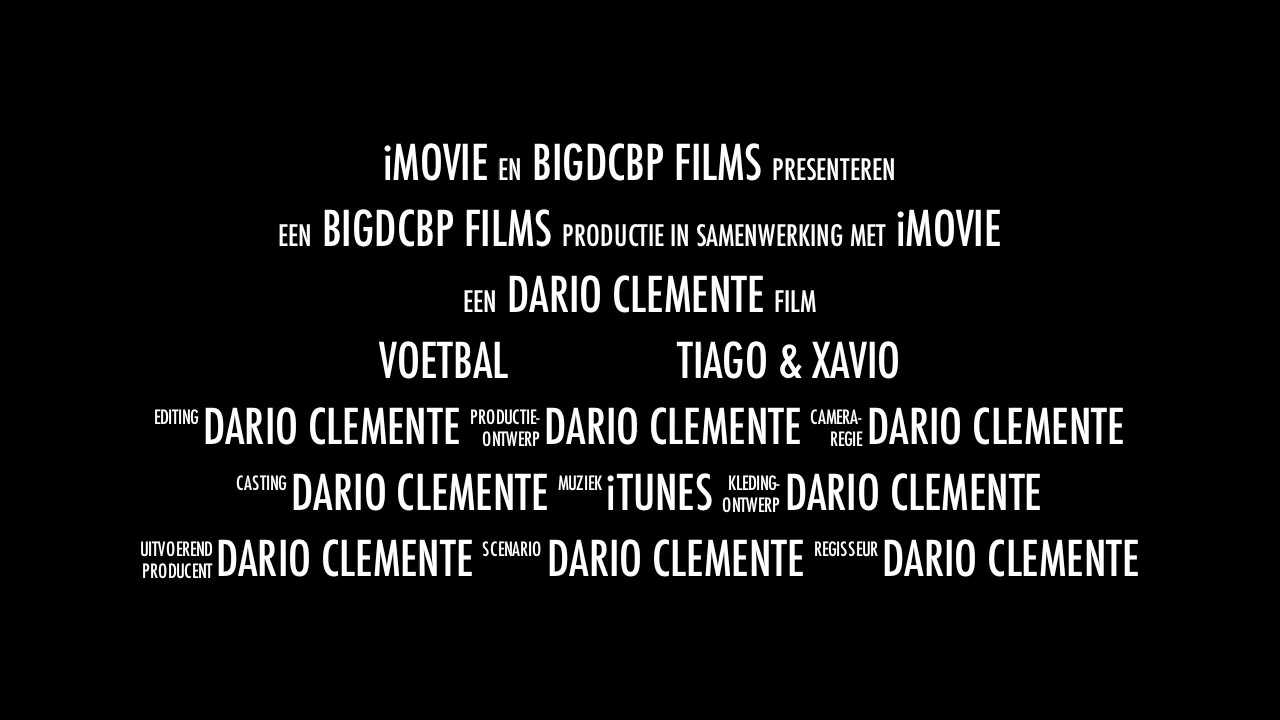 iMOVIE EN BIGDCBP FILMS PRESENTEREN
EEN BIGDCBP FILMS PRODUCTIE IN SAMENWERKING MET iMOVIE
EEN DARIO CLEMENTE FILM
VOETBAL TIAGO & XAVIO
EDITING DARIO CLEMENTE PRODUCTIE-ONTWERP DARIO CLEMENTE CAMERA-REGIE DARIO CLEMENTE
CASTING DARIO CLEMENTE MUZIEK iTUNES KLEDING-ONTWERP DARIO CLEMENTE
UITVOEREND PRODUCENT DARIO CLEMENTE SCENARIO DARIO CLEMENTE REGISSEUR DARIO CLEMENTE